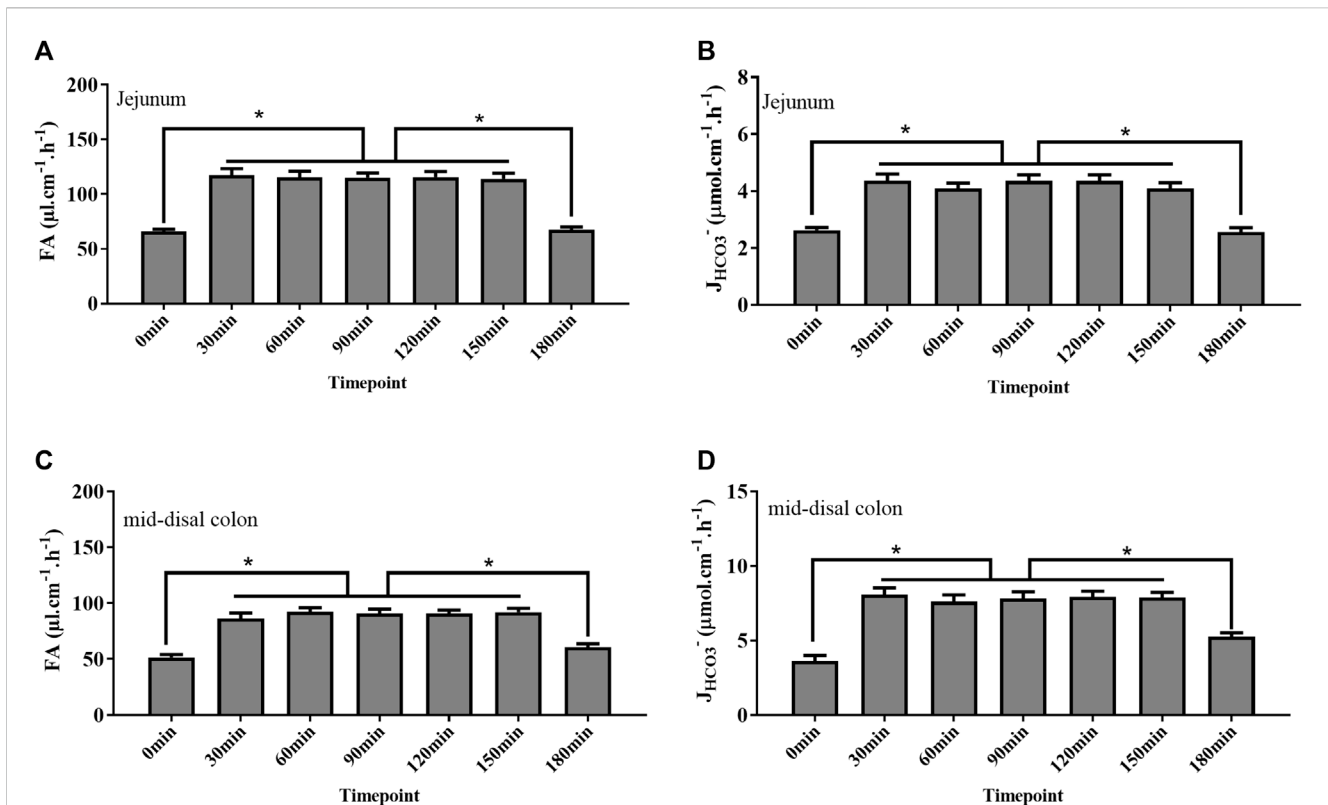 A
FA (µl.cm⁻¹.h⁻¹)
200
150
100
50
0
Jejunum
*
*
0min
30min
60min
90min
120min
150min
180min
Timepoint
B
J_HCO3⁻ (µmol.cm⁻¹.h⁻¹)
8
6
4
2
0
Jejunum
*
*
0min
30min
60min
90min
120min
150min
180min
Timepoint
C
FA (µl.cm⁻¹.h⁻¹)
200
150
100
50
0
mid-disal colon
*
*
0min
30min
60min
90min
120min
150min
180min
Timepoint
D
J_HCO3⁻ (µmol.cm⁻¹.h⁻¹)
15
10
5
0
mid-disal colon
*
*
0min
30min
60min
90min
120min
150min
180min
Timepoint